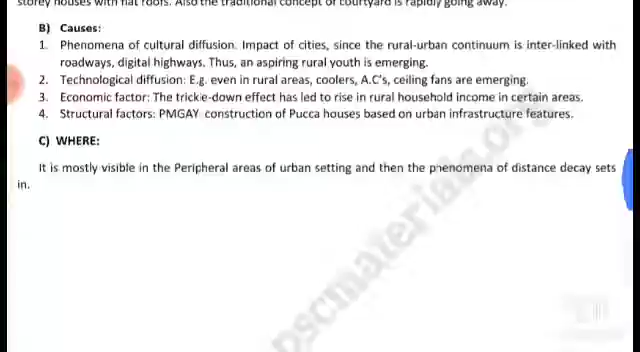 storey houses with flat roofs. Also the traditional concept of courtyard is rapidly going away.
B) Causes:
1. Phenomena of cultural diffusion. Impact of cities, since the rural-urban continuum is inter-linked with
roadways, digital highways. Thus, an aspiring rural youth is emerging.
2. Technological diffusion: E.g. even in rural areas, coolers, A.C's, ceiling fans are emerging.
3. Economic factor: The trickle-down effect has led to rise in rural household income in certain areas.
4. Structural factors: PMGAY construction of Pucca houses based on urban infrastructure features.
C) WHERE:
It is mostly visible in the Peripheral areas of urban setting and then the phenomena of distance decay sets
in.
pscmaterials.org